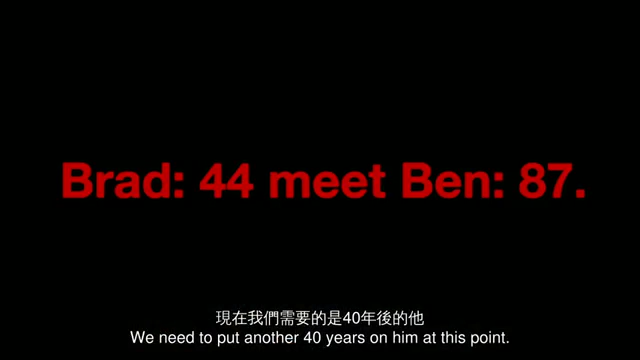 Brad: 44 meet Ben: 87.
現在我們需要的是40年後的他
We need to put another 40 years on him at this point.